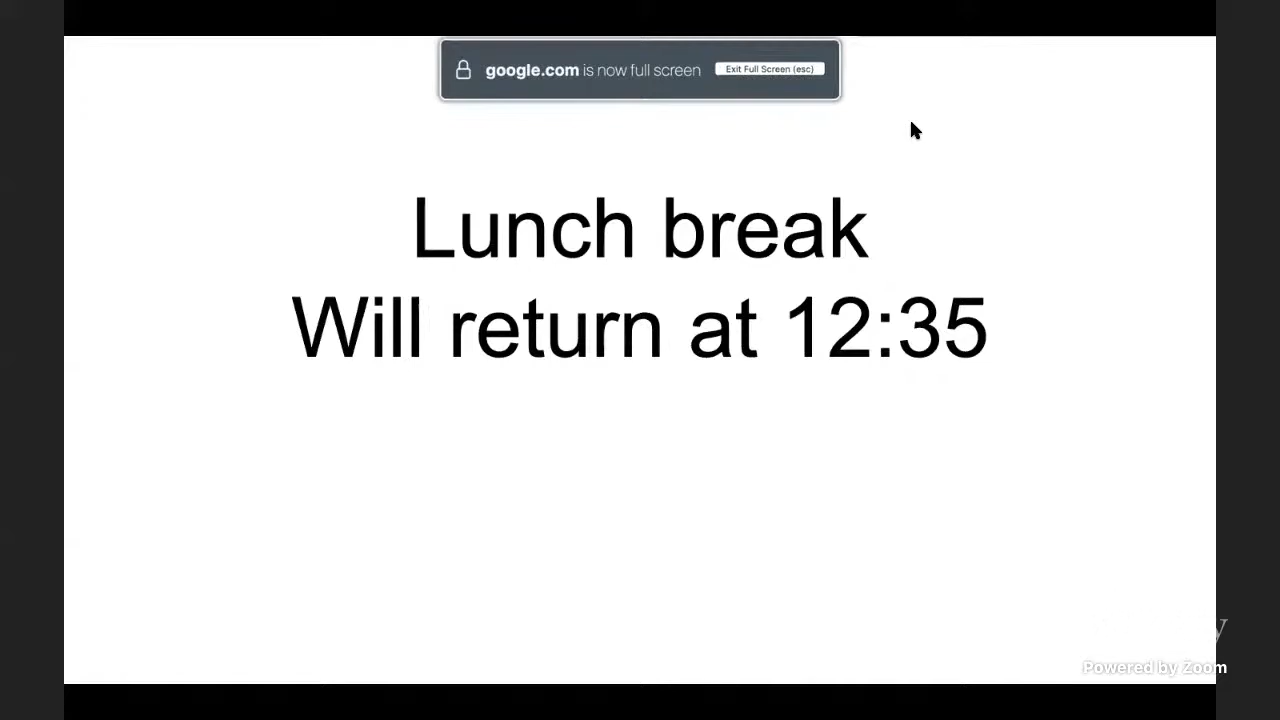 google.com is now full screen Exit Full Screen (esc)
Lunch break
Will return at 12:35
Powered by Zoom